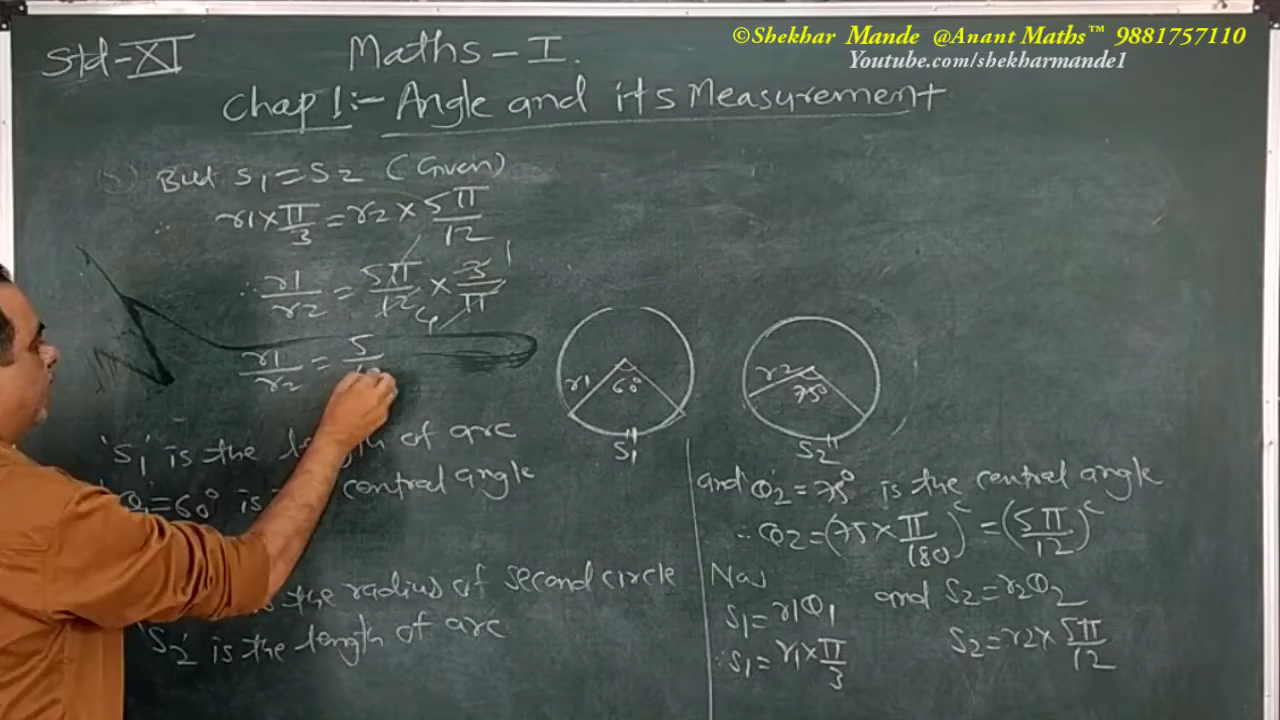 ©Shekhar Mande @Anant Maths™ 9881757110
Youtube.com/shekharmande1
Std-XI Maths-I.
Chap 1:- Angle and its Measurement
But S1=S2 (Given)
∴ r1×π/3=r2×5π/12
∴ r1/r2=5π/12×3/π 1
4
r1/r2=5/
r1
60°
S1
r2
75°
S2
'S1' is the length of arc
θ1=60° is central angle
the radius of second circle
'S2' is the length of arc
and θ2=75° is the central angle
∴ θ2=(75×π/180)ᶜ=(5π/12)ᶜ
Now
S1=r1θ1 and S2=r2θ2
∴ S1=r1×π/3 S2=r2×5π/12